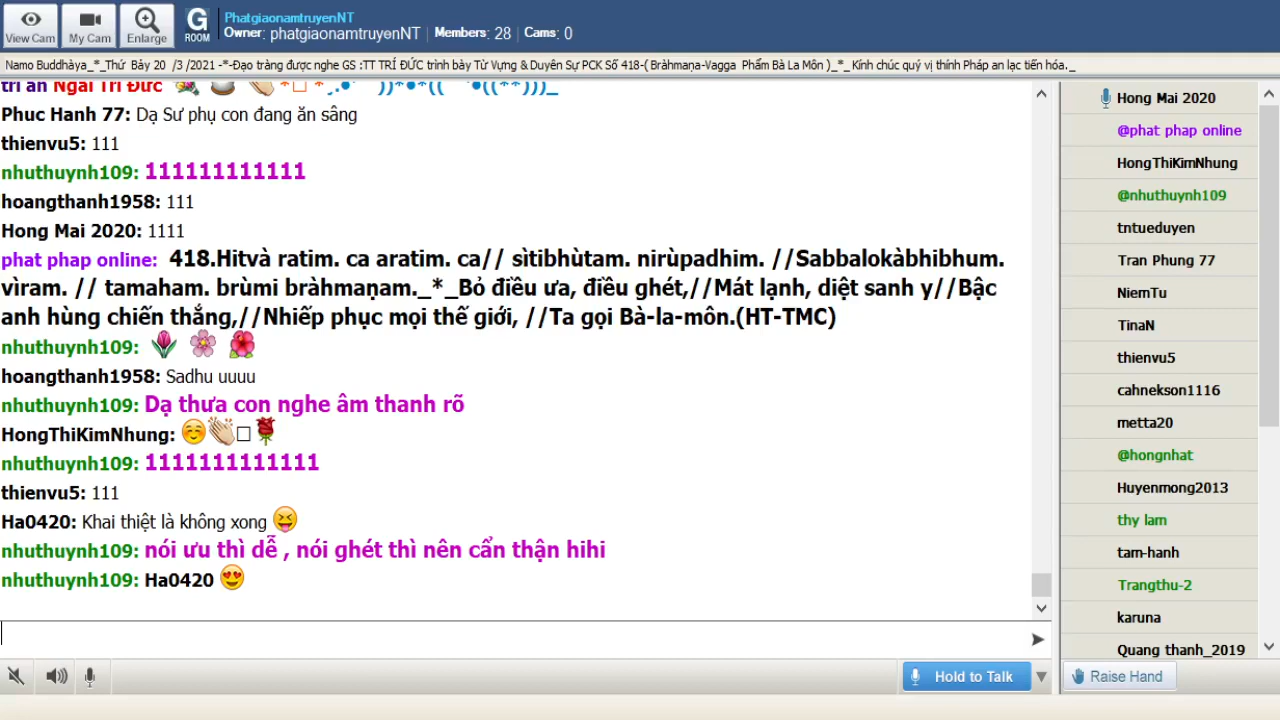 View Cam
My Cam
Enlarge
G ROOM
PhatgiaonamtruyenNT
Owner: phatgiaonamtruyenNT | Members: 28 | Cams: 0
Namo Buddhàya_*_Thứ Bảy 20 /3 /2021 -*-Đạo tràng được nghe GS :TT TRÍ ĐỨC trình bày Từ Vựng & Duyên Sự PCK Số 418-( Bràhmaṇa-Vagga Phẩm Bà La Môn )_*_ Kính chúc quý vị thính Pháp an lạc tiến hóa._
tri ân Ngài Trí Đức
Phuc Hanh 77: Dạ Sư phụ con đang ăn sâng
thienvu5: 111
nhuthuynh109: 111111111111
hoangthanh1958: 111
Hong Mai 2020: 1111
phat phap online: 418.Hitvà ratim. ca aratim. ca// sìtibhùtam. nirùpadhim. //Sabbalokàbhibhum.
vìram. // tamaham. brùmi bràhmaṇam._*_Bỏ điều ưa, điều ghét,//Mát lạnh, diệt sanh y//Bậc
anh hùng chiến thắng,//Nhiếp phục mọi thế giới, //Ta gọi Bà-la-môn.(HT-TMC)
nhuthuynh109:
hoangthanh1958: Sadhu uuuu
nhuthuynh109: Dạ thưa con nghe âm thanh rõ
HongThiKimNhung:
nhuthuynh109: 1111111111111
thienvu5: 111
Ha0420: Khai thiệt là không xong
nhuthuynh109: nói ưu thì dễ , nói ghét thì nên cẩn thận hihi
nhuthuynh109: Ha0420
Hold to Talk
Hong Mai 2020
@phat phap online
HongThiKimNhung
@nhuthuynh109
tntueduyen
Tran Phung 77
NiemTu
TinaN
thienvu5
cahnekson1116
metta20
@hongnhat
Huyenmong2013
thy lam
tam-hanh
Trangthu-2
karuna
Quang thanh_2019
Raise Hand